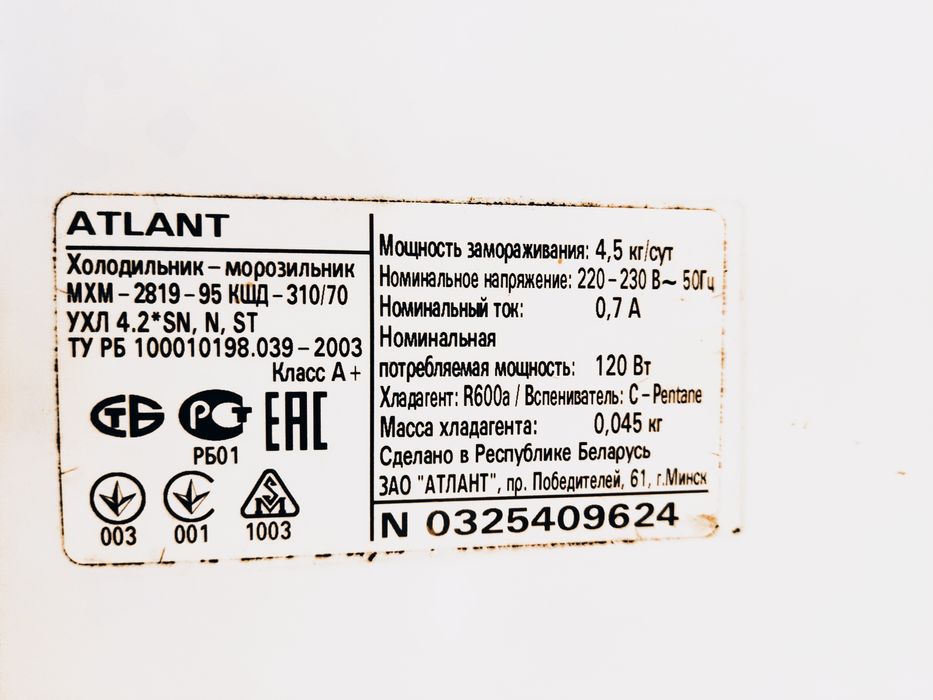 ATLANT
Холодильник – морозильник
МХМ – 2819 – 95 КШД – 310/70
УХЛ 4.2*SN, N, ST
ТУ РБ 100010198.039 – 2003
Класс А+
СТБ РСТ ЕАС
РБ01
003 001 1003
Мощность замораживания: 4,5 кг/сут
Номинальное напряжение: 220 – 230 В~ 50Гц
Номинальный ток: 0,7 А
Номинальная
потребляемая мощность: 120 Вт
Хладагент: R600a / Вспениватель: C – Pentane
Масса хладагента: 0,045 кг
Сделано в Республике Беларусь
ЗАО "АТЛАНТ", пр. Победителей, 61, г.Минск
N 0325409624